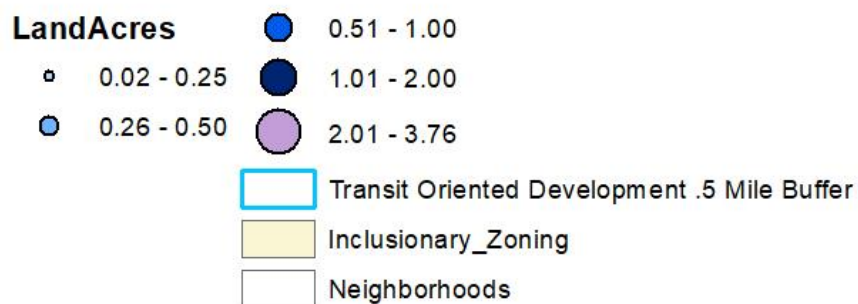 LandAcres
0.02 - 0.25
0.26 - 0.50
0.51 - 1.00
1.01 - 2.00
2.01 - 3.76
Transit Oriented Development .5 Mile Buffer
Inclusionary_Zoning
Neighborhoods